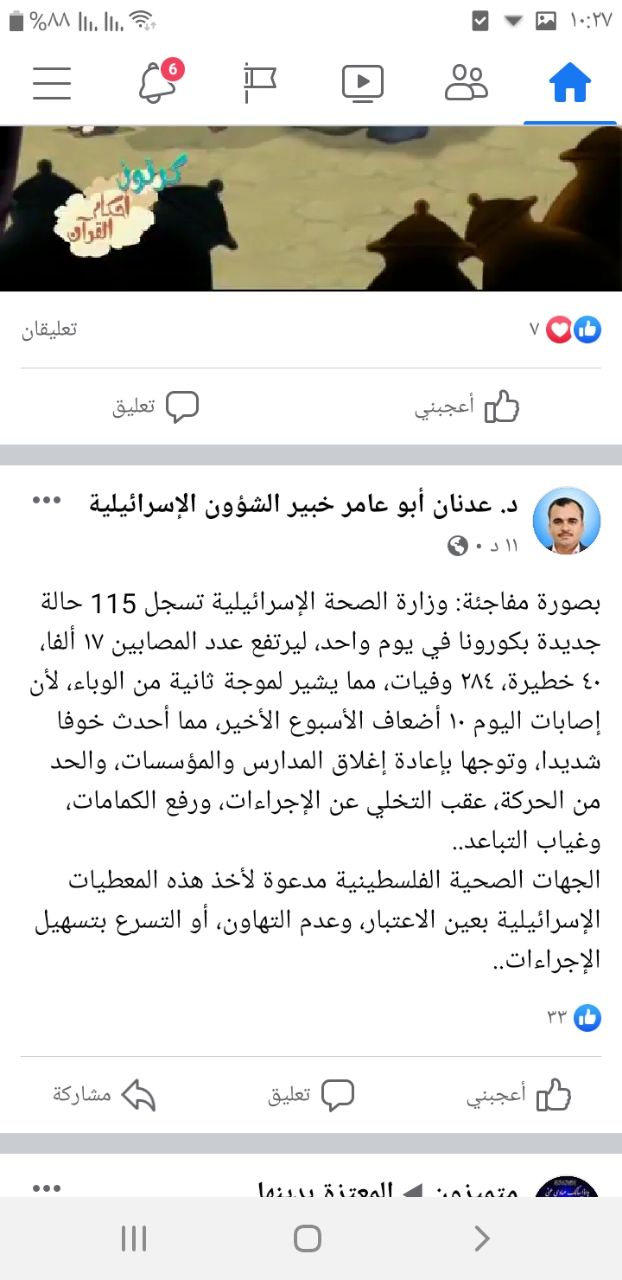 ١٠:٢٧
%٨٨
6
كرتون
احكام
القرآن
٧
تعليقان
أعجبني
تعليق
د. عدنان أبو عامر خبير الشؤون الإسرائيلية
١١ د
بصورة مفاجئة: وزارة الصحة الإسرائيلية تسجل 115 حالة
جديدة بكورونا في يوم واحد، ليرتفع عدد المصابين ١٧ ألفا،
٤٠ خطيرة، ٢٨٤ وفيات، مما يشير لموجة ثانية من الوباء، لأن
إصابات اليوم ١٠ أضعاف الأسبوع الأخير، مما أحدث خوفا
شديدا، وتوجها بإعادة إغلاق المدارس والمؤسسات، والحد
من الحركة، عقب التخلي عن الإجراءات، ورفع الكمامات،
وغياب التباعد..
الجهات الصحية الفلسطينية مدعوة لأخذ هذه المعطيات
الإسرائيلية بعين الاعتبار، وعدم التهاون، أو التسرع بتسهيل
الإجراءات..
٣٣
أعجبني
تعليق
مشاركة
متميزون ◀ المعتزة بدينها